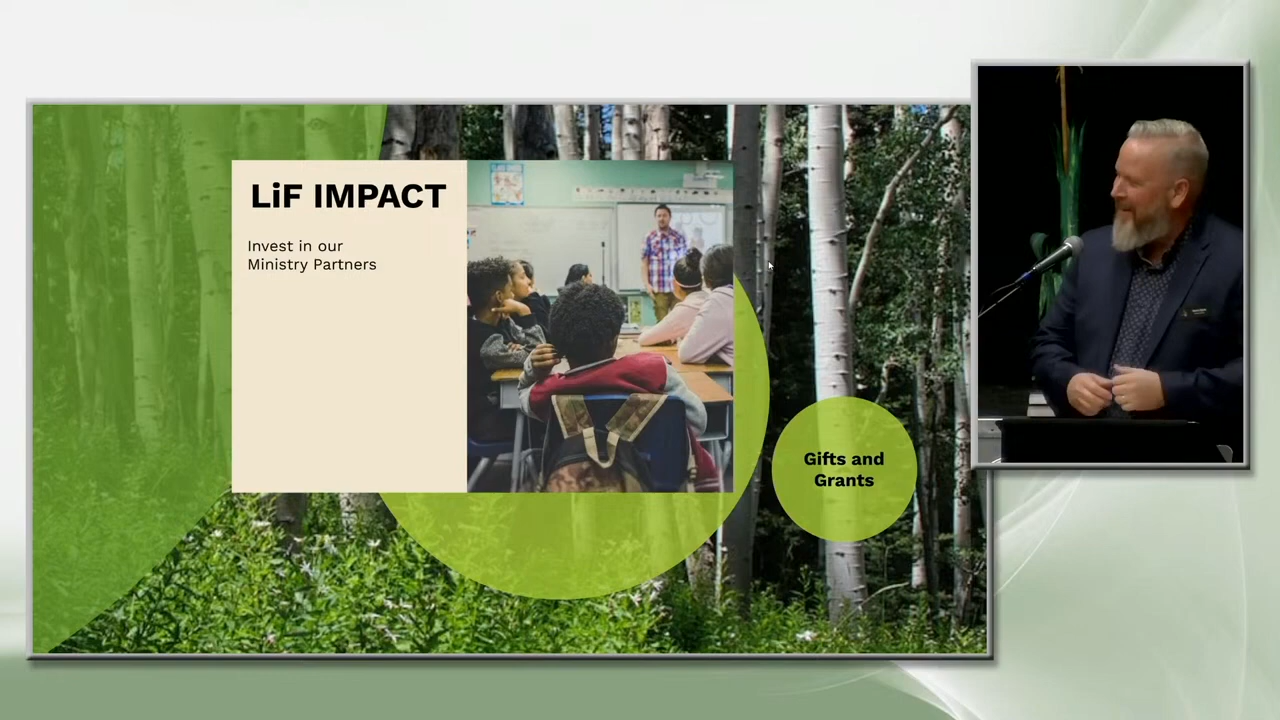 LiF IMPACT
Invest in our
Ministry Partners
Gifts and
Grants